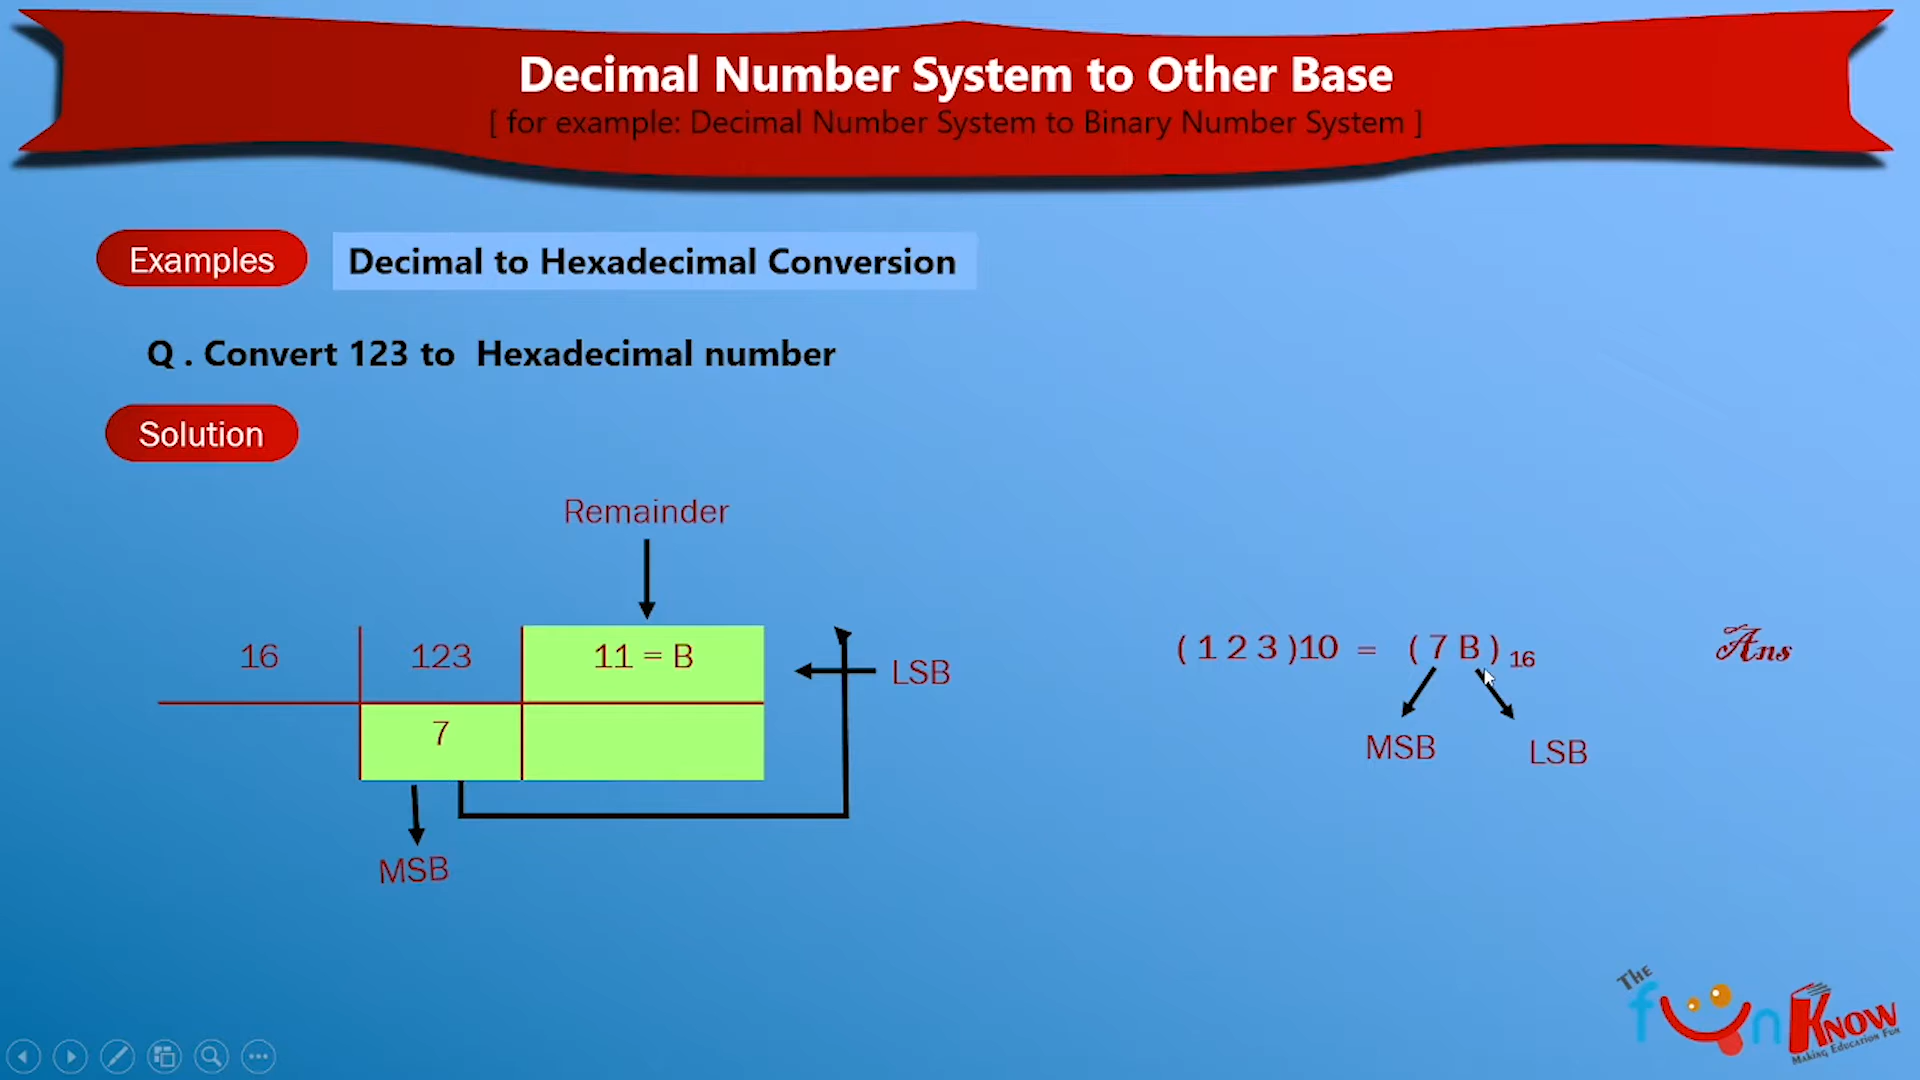 Decimal Number System to Other Base
[ for example: Decimal Number System to Binary Number System ]
Examples
Decimal to Hexadecimal Conversion
Q . Convert 123 to Hexadecimal number
Solution
Remainder
16 123 11 = B
LSB
7
MSB
( 1 2 3 )10 = ( 7 B ) 16
Ans
MSB LSB
The fun Know
Making Education Fun